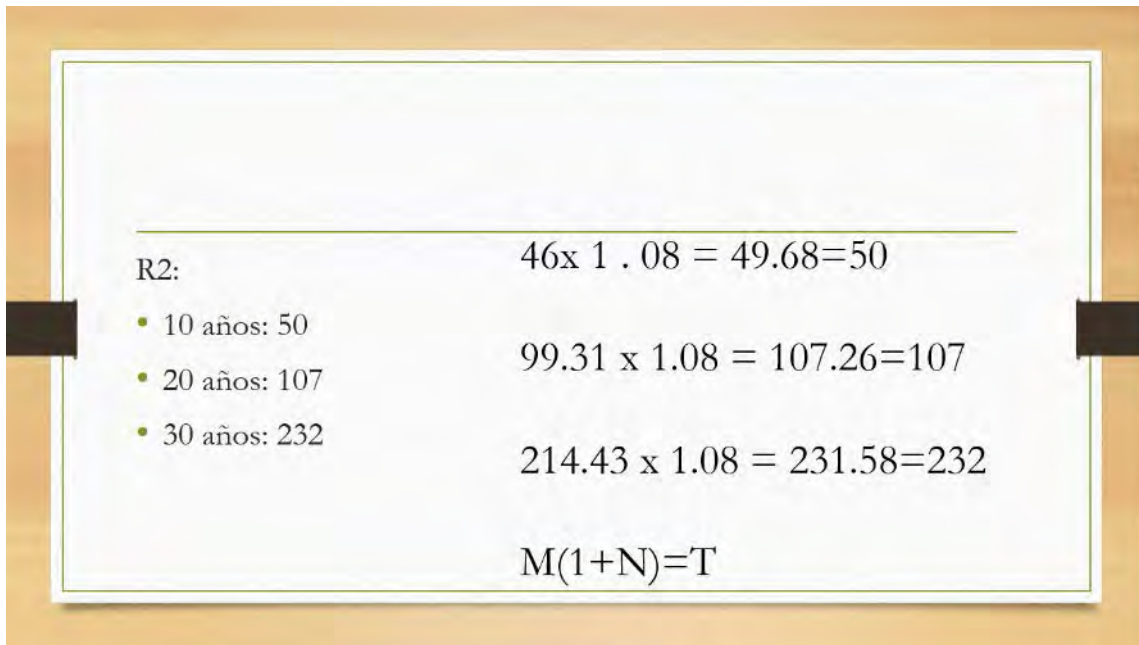 R2:
• 10 años: 50
• 20 años: 107
• 30 años: 232
46x 1 . 08 = 49.68=50
99.31 x 1.08 = 107.26=107
214.43 x 1.08 = 231.58=232
M(1+N)=T